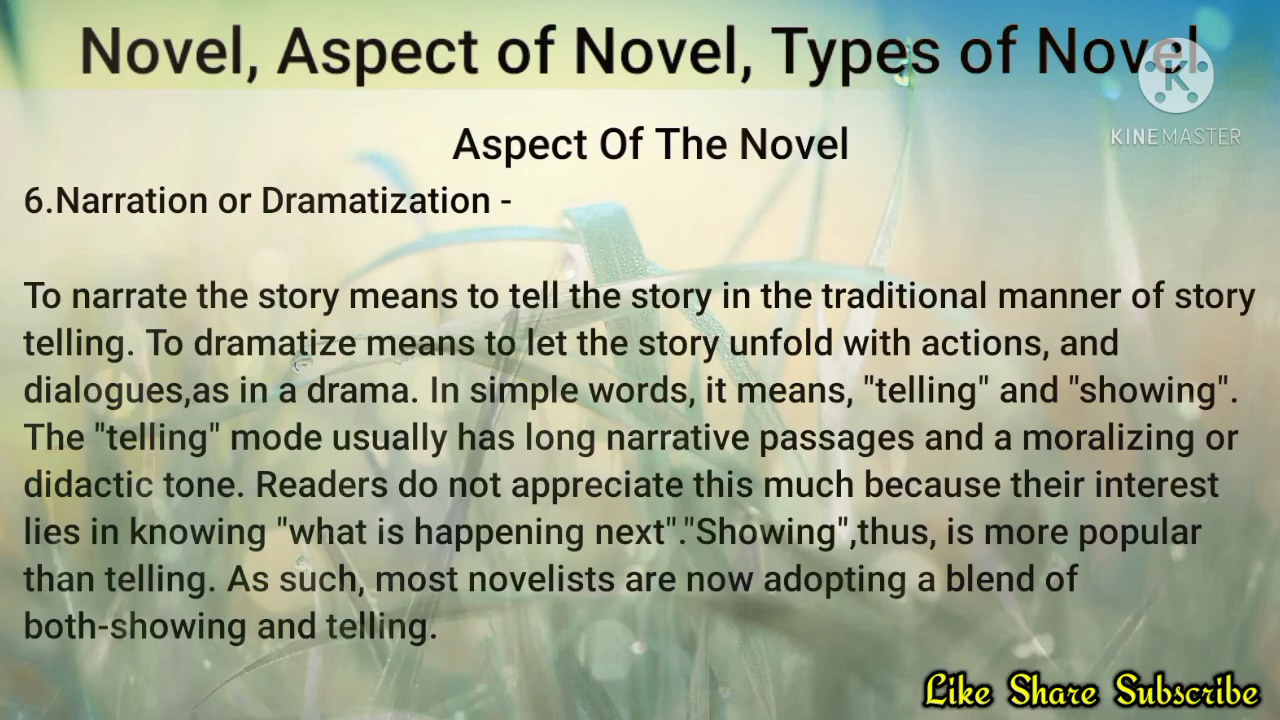 Novel, Aspect of Novel, Types of Novel
K
KINEMASTER
Aspect Of The Novel
6.Narration or Dramatization -
To narrate the story means to tell the story in the traditional manner of story
telling. To dramatize means to let the story unfold with actions, and
dialogues,as in a drama. In simple words, it means, "telling" and "showing".
The "telling" mode usually has long narrative passages and a moralizing or
didactic tone. Readers do not appreciate this much because their interest
lies in knowing "what is happening next"."Showing",thus, is more popular
than telling. As such, most novelists are now adopting a blend of
both-showing and telling.
Like Share Subscribe